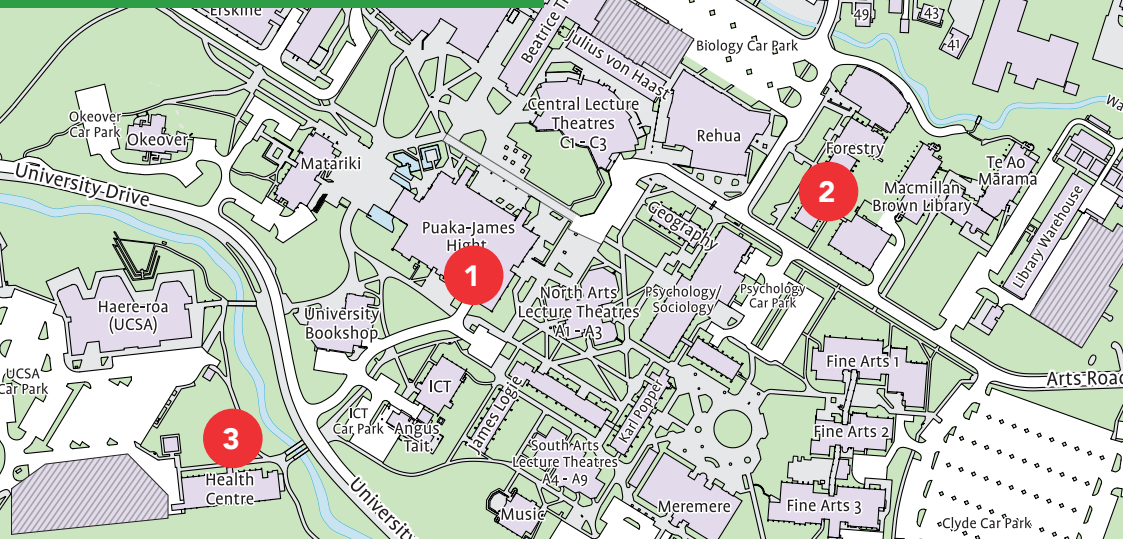 Erskine
Julius von Haast
Biology Car Park
49
43
41
Okeover
Car Park
Okeover
Matariki
Central Lecture
Theatres
C1 - C3
Rehua
Forestry
2
Macmillan
Brown Library
Te Ao
Mārama
Library Warehouse
University Drive
Puaka-James
Hight
1
Geography
Haere-roa
(UCSA)
University
Bookshop
North Arts
Lecture Theatres
A1 - A3
Psychology/
Sociology
Psychology
Car Park
UCSA
Car Park
ICT
ICT
Car Park
Angus
Tait
James Logie
Karl Popper
Fine Arts 1
Arts Road
3
Health
Centre
South Arts
Lecture Theatres
A4 - A9
Fine Arts 2
University
Music
Meremere
Fine Arts 3
Clyde Car Park